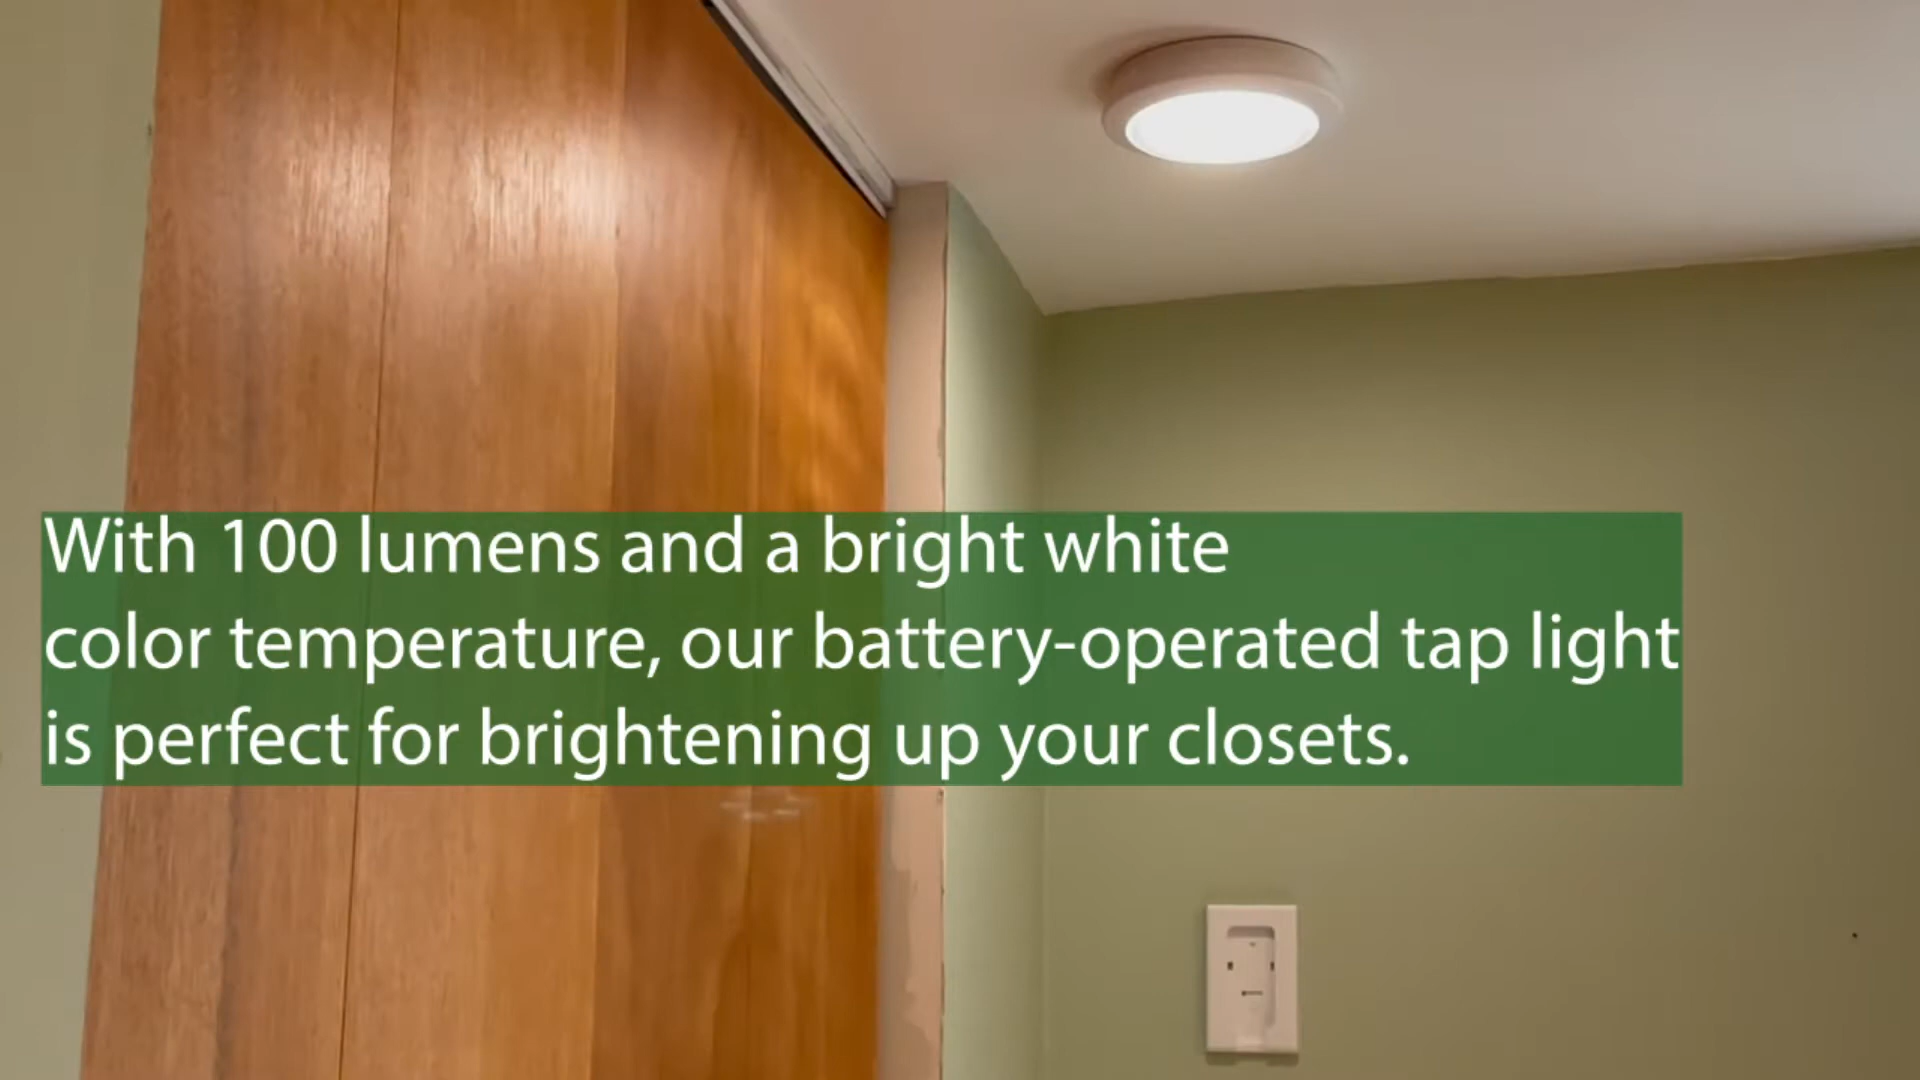 With 100 lumens and a bright white
color temperature, our battery-operated tap light
is perfect for brightening up your closets.